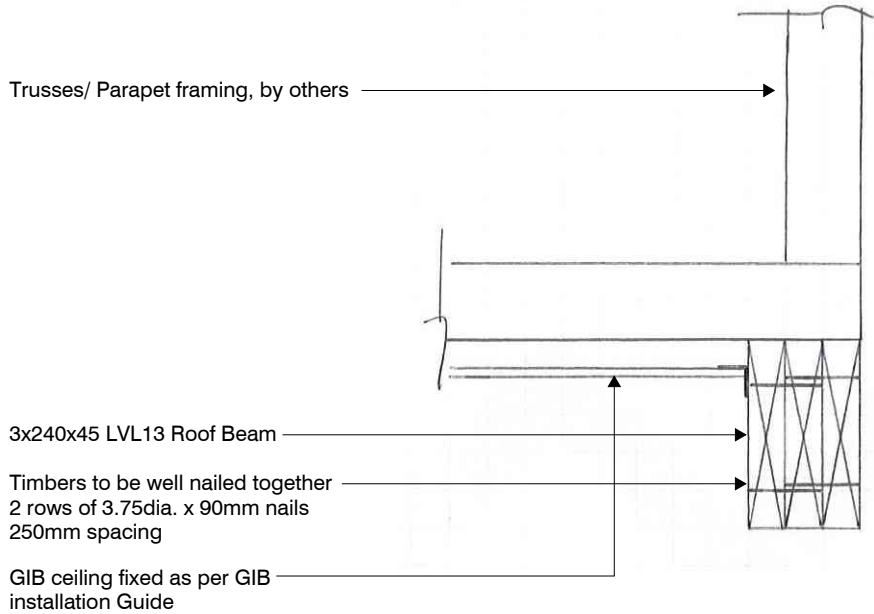 Trusses/ Parapet framing, by others
3x240x45 LVL13 Roof Beam
Timbers to be well nailed together
2 rows of 3.75dia. x 90mm nails
250mm spacing
GIB ceiling fixed as per GIB
installation Guide